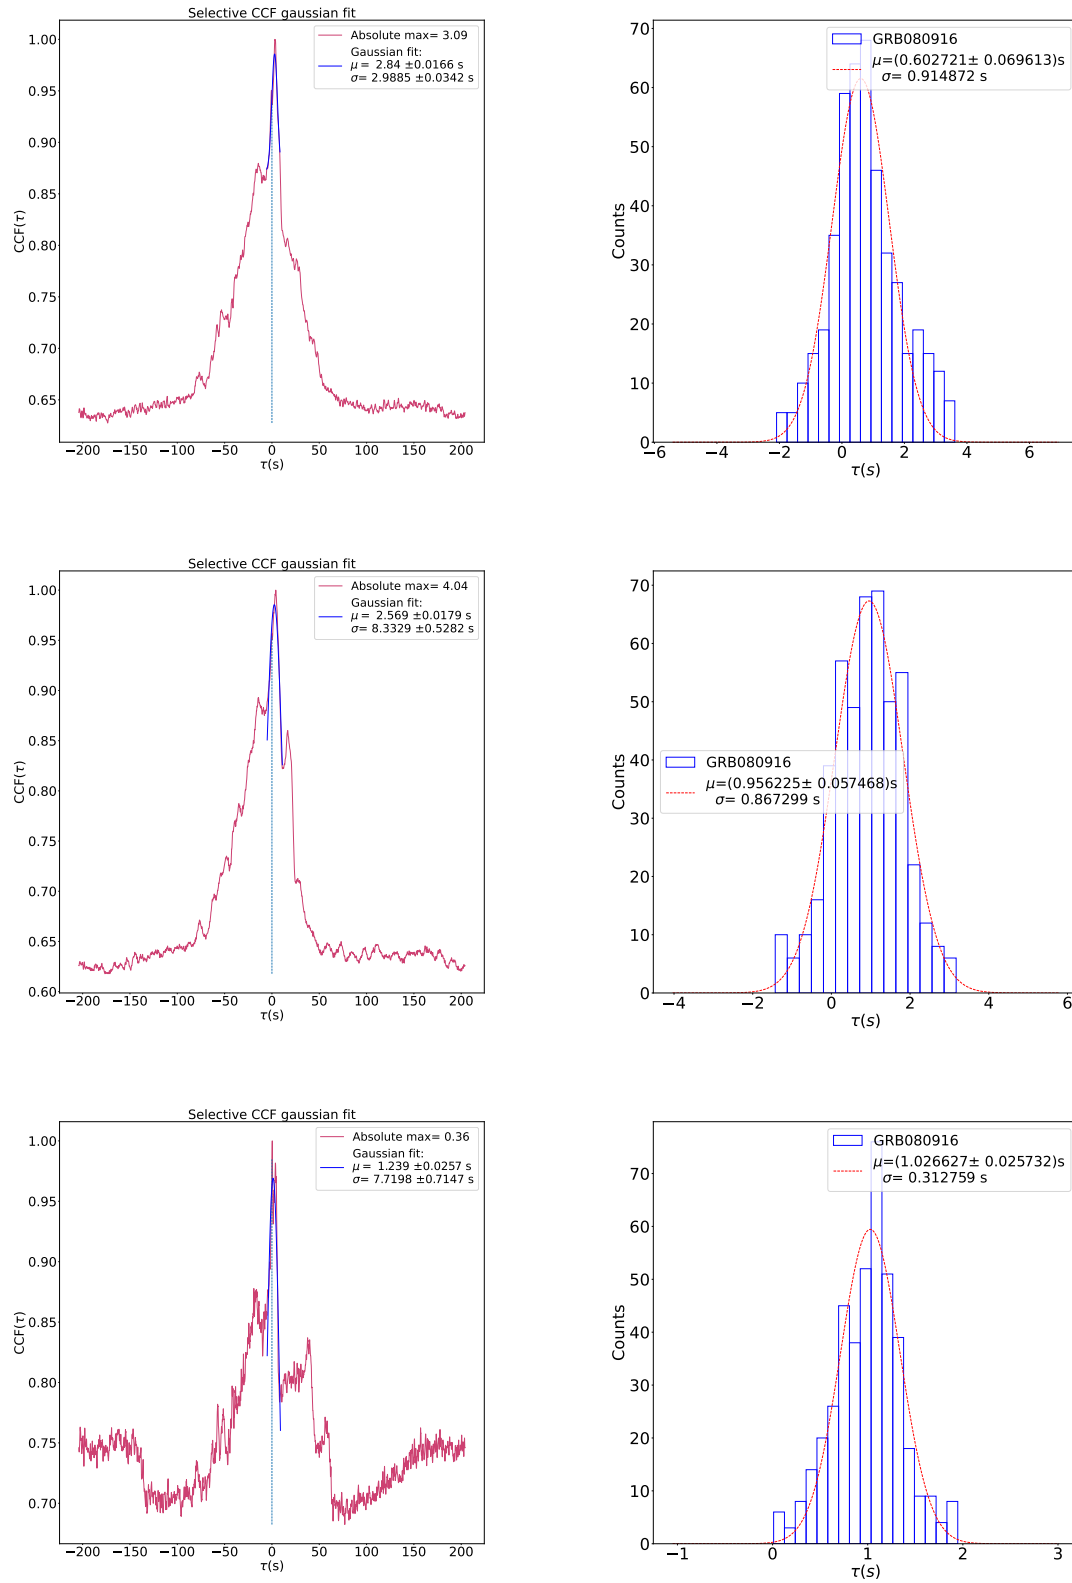 Selective CCF gaussian fit
Absolute max= 3.09
Gaussian fit:
μ = 2.84 ±0.0166 s
σ= 2.9885 ±0.0342 s
1.00
0.95
0.90
0.85
0.80
0.75
0.70
0.65
CCF(τ)
−200 −150 −100 −50 0 50 100 150 200
τ(s)
GRB080916
μ=(0.602721± 0.069613)s
σ= 0.914872 s
70
60
50
40
30
20
10
0
Counts
−6 −4 −2 0 2 4 6
τ(s)
Selective CCF gaussian fit
Absolute max= 4.04
Gaussian fit:
μ = 2.569 ±0.0179 s
σ= 8.3329 ±0.5282 s
1.00
0.95
0.90
0.85
0.80
0.75
0.70
0.65
0.60
CCF(τ)
−200 −150 −100 −50 0 50 100 150 200
τ(s)
GRB080916
μ=(0.956225± 0.057468)s
σ= 0.867299 s
70
60
50
40
30
20
10
0
Counts
−4 −2 0 2 4 6
τ(s)
Selective CCF gaussian fit
Absolute max= 0.36
Gaussian fit:
μ = 1.239 ±0.0257 s
σ= 7.7198 ±0.7147 s
1.00
0.95
0.90
0.85
0.80
0.75
0.70
CCF(τ)
−200 −150 −100 −50 0 50 100 150 200
τ(s)
GRB080916
μ=(1.026627± 0.025732)s
σ= 0.312759 s
70
60
50
40
30
20
10
0
Counts
−1 0 1 2 3
τ(s)